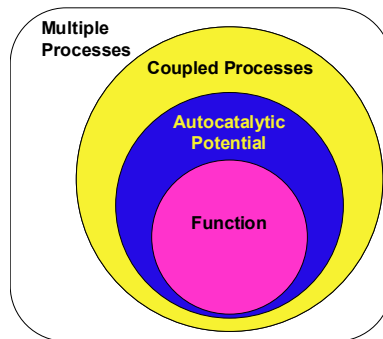 Multiple
Processes
Coupled Processes
Autocatalytic
Potential
Function